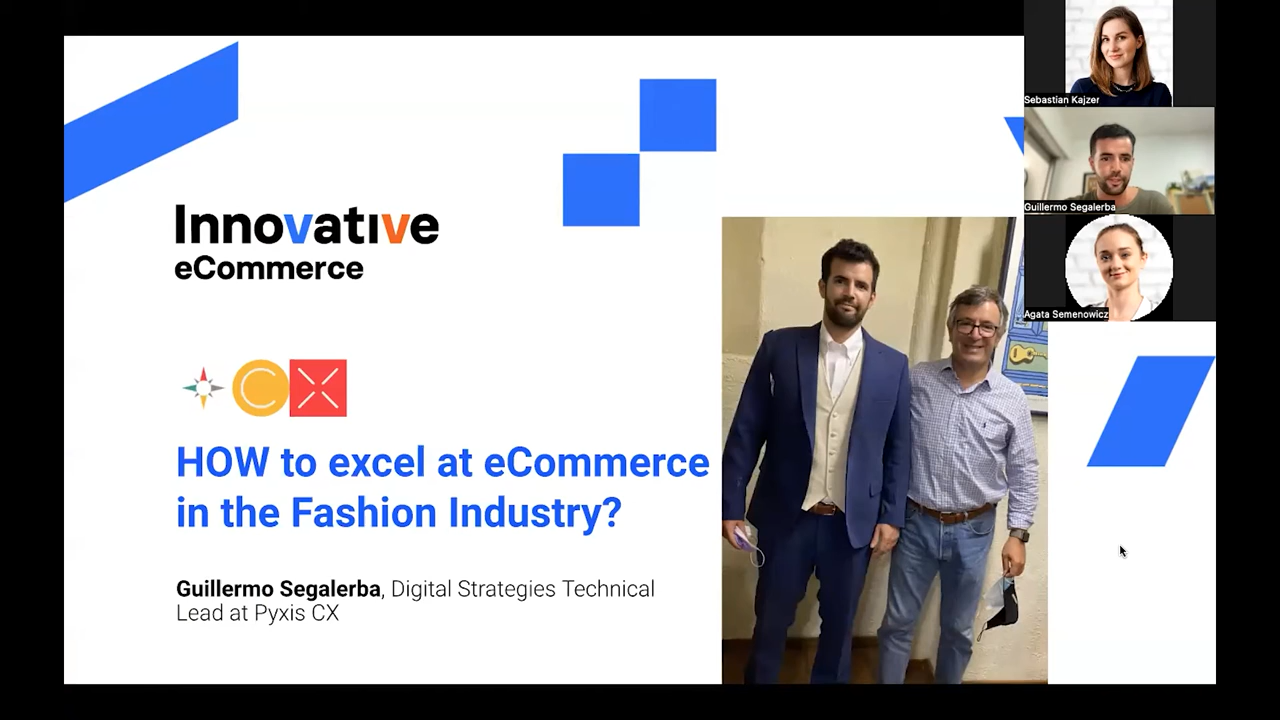 Innovative
eCommerce
CX
HOW to excel at eCommerce
in the Fashion Industry?
Guillermo Segalerba, Digital Strategies Technical
Lead at Pyxis CX
Sebastian Kajzer
Guillermo Segalerba
Agata Semenowicz